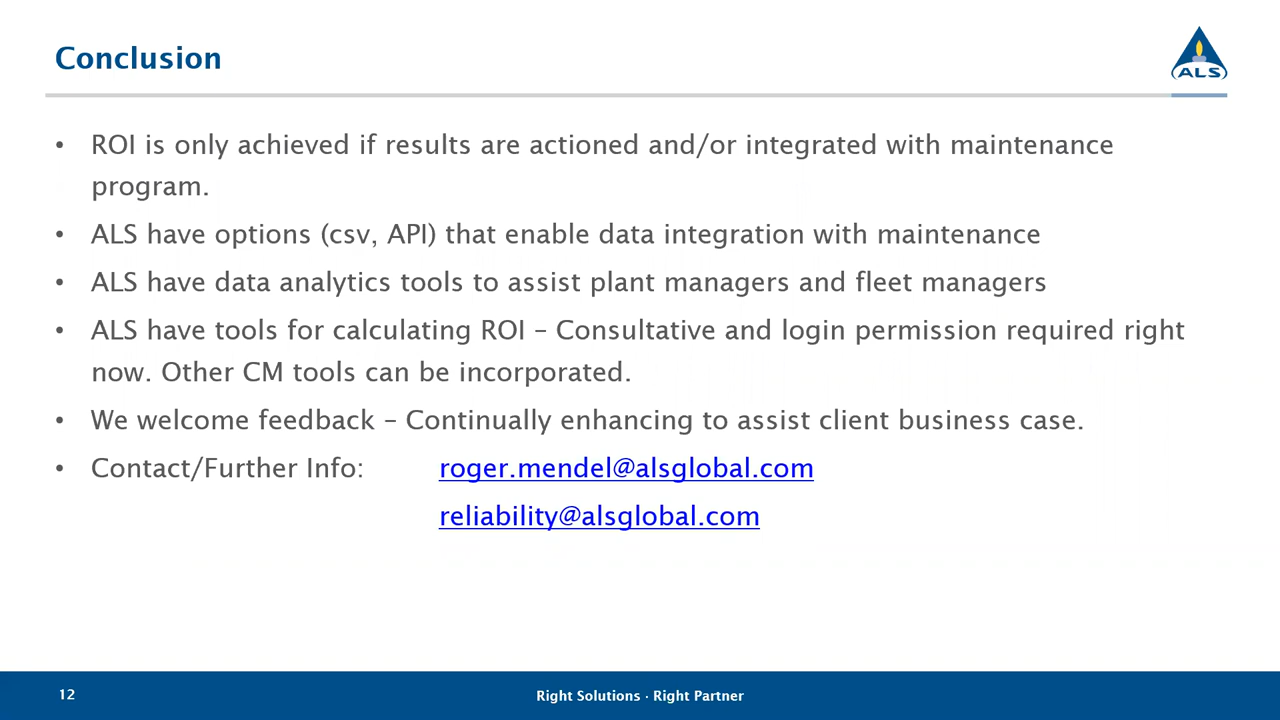 Conclusion
ALS
• ROI is only achieved if results are actioned and/or integrated with maintenance
program.
• ALS have options (csv, API) that enable data integration with maintenance
• ALS have data analytics tools to assist plant managers and fleet managers
• ALS have tools for calculating ROI – Consultative and login permission required right
now. Other CM tools can be incorporated.
• We welcome feedback – Continually enhancing to assist client business case.
• Contact/Further Info: roger.mendel@alsglobal.com
reliability@alsglobal.com
12
Right Solutions · Right Partner